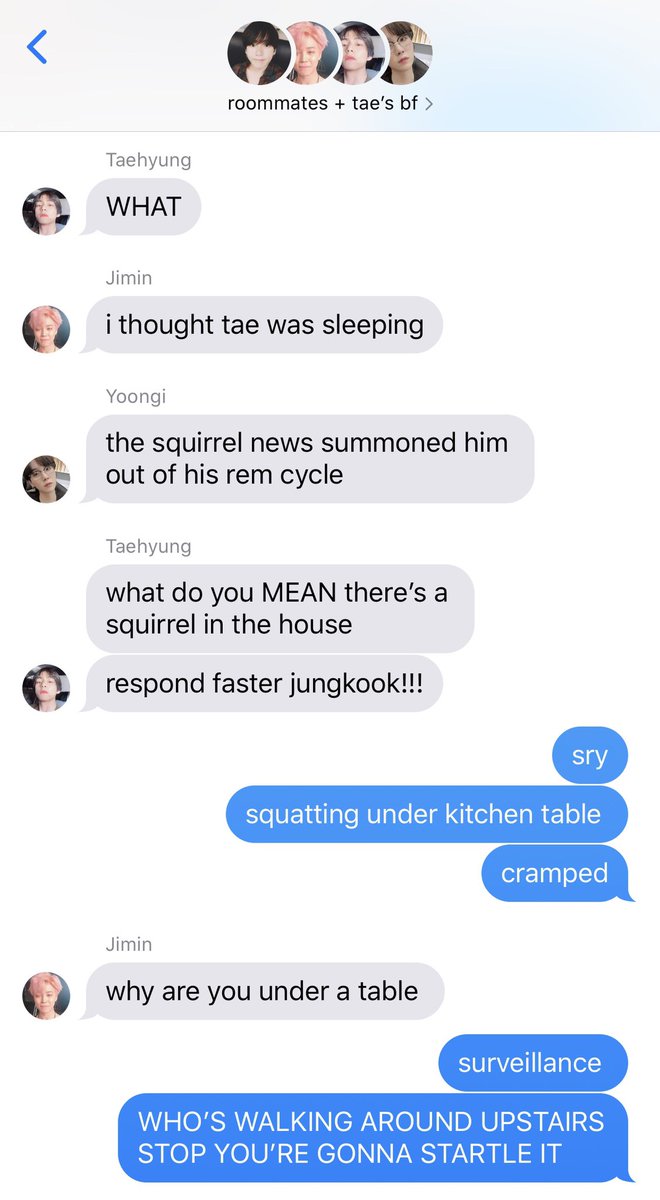 roommates + tae’s bf
Taehyung
WHAT
Jimin
i thought tae was sleeping
Yoongi
the squirrel news summoned him
out of his rem cycle
Taehyung
what do you MEAN there’s a
squirrel in the house
respond faster jungkook!!!
sry
squatting under kitchen table
cramped
Jimin
why are you under a table
surveillance
WHO’S WALKING AROUND UPSTAIRS
STOP YOU’RE GONNA STARTLE IT